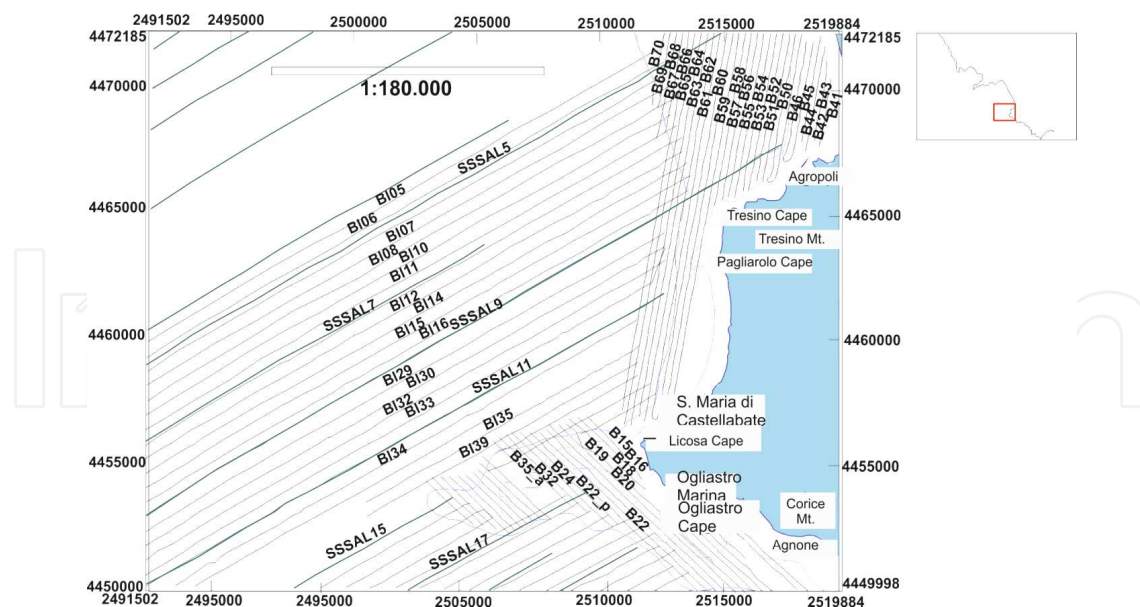 2491502 2495000 2500000 2505000 2510000 2515000 2519884
4472185 4472185
4470000 4470000
4465000 4465000
4460000 4460000
4455000 4455000
4450000 4449998
2491502 2495000 2495000 2505000 2510000 2515000 2519884
1:180.000
B70
B68
B66
B64
B62
B60
B58
B56
B54
B52
B50
B46
B45
B43
B41
B69
B67
B65
B63
B61
B59
B57
B55
B53
B51
B44
B42
SSSAL5
BI05
BI06
BI07
BI08
BI10
BI11
BI12
BI14
SSSAL7
BI15
BI16
SSSAL9
BI29
BI30
SSSAL11
BI32
BI33
BI35
BI34
BI39
B15
B16
B19
B18
B20
B35_a
B32
B24
B22_p
B22
SSSAL15
SSSAL17
Agropoli
Tresino Cape
Tresino Mt.
Pagliarolo Cape
S. Maria di
Castellabate
Licosa Cape
Ogliastro
Marina
Ogliastro
Cape
Corice
Mt.
Agnone